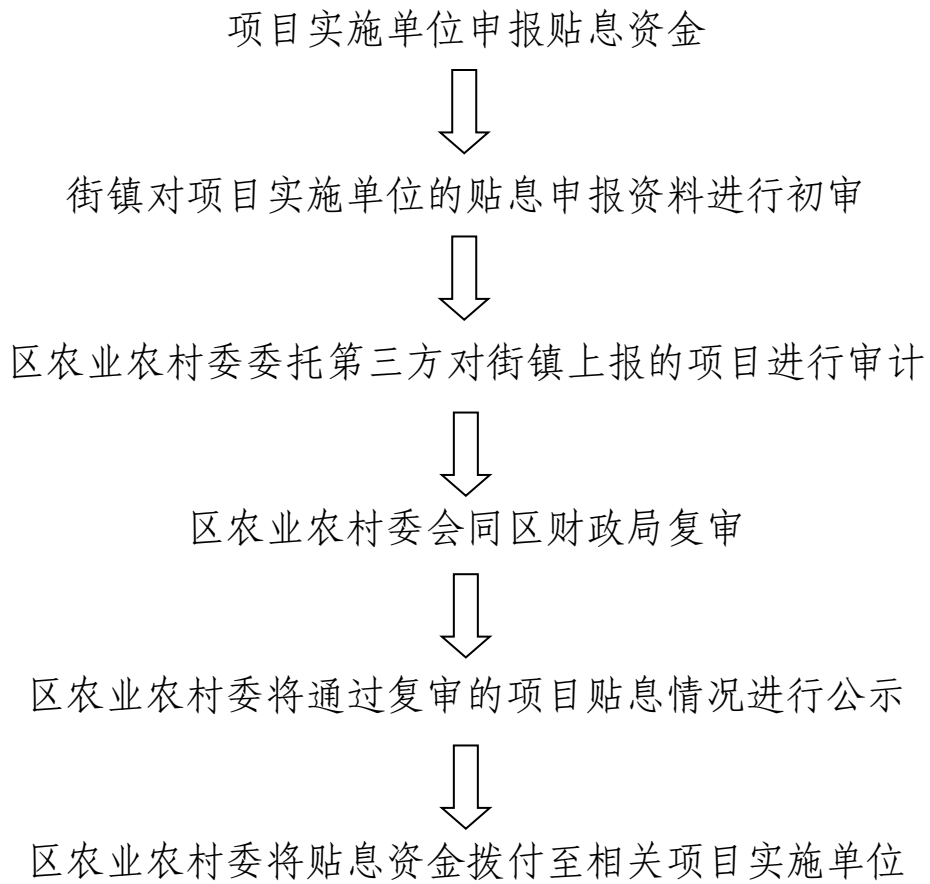 项目实施单位申报贴息资金
街镇对项目实施单位的贴息申报资料进行初审
区农业农村委委托第三方对街镇上报的项目进行审计
区农业农村委会同区财政局复审
区农业农村委将通过复审的项目贴息情况进行公示
区农业农村委将贴息资金拨付至相关项目实施单位